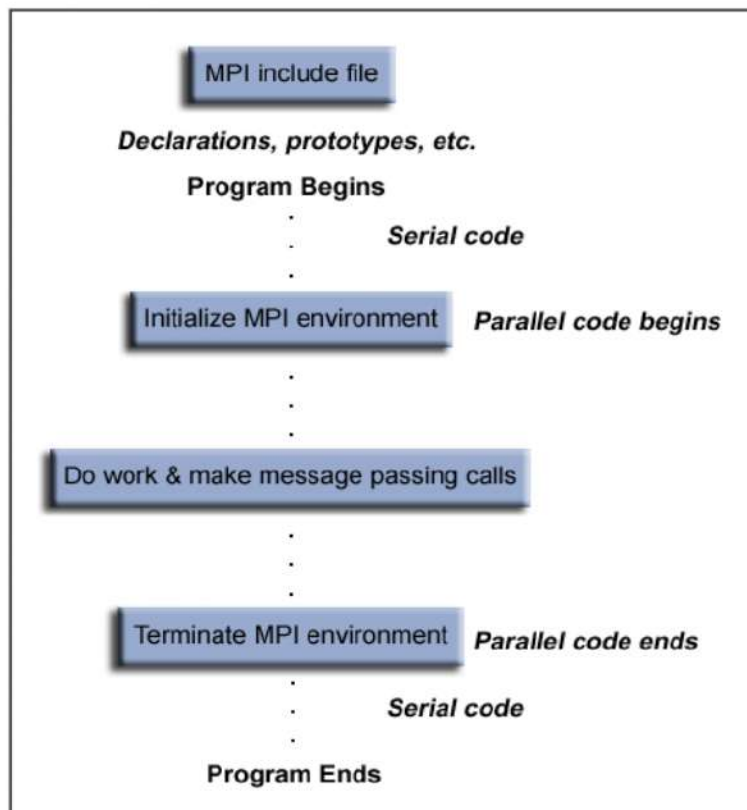 MPI include file
Declarations, prototypes, etc.
Program Begins
Serial code
Initialize MPI environment
Parallel code begins
Do work & make message passing calls
Terminate MPI environment
Parallel code ends
Serial code
Program Ends